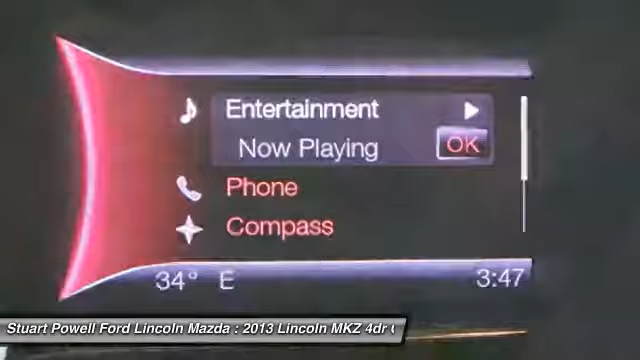 Entertainment
Now Playing OK
Phone
Compass
34° E 3:47
Stuart Powell Ford Lincoln Mazda : 2013 Lincoln MKZ 4dr